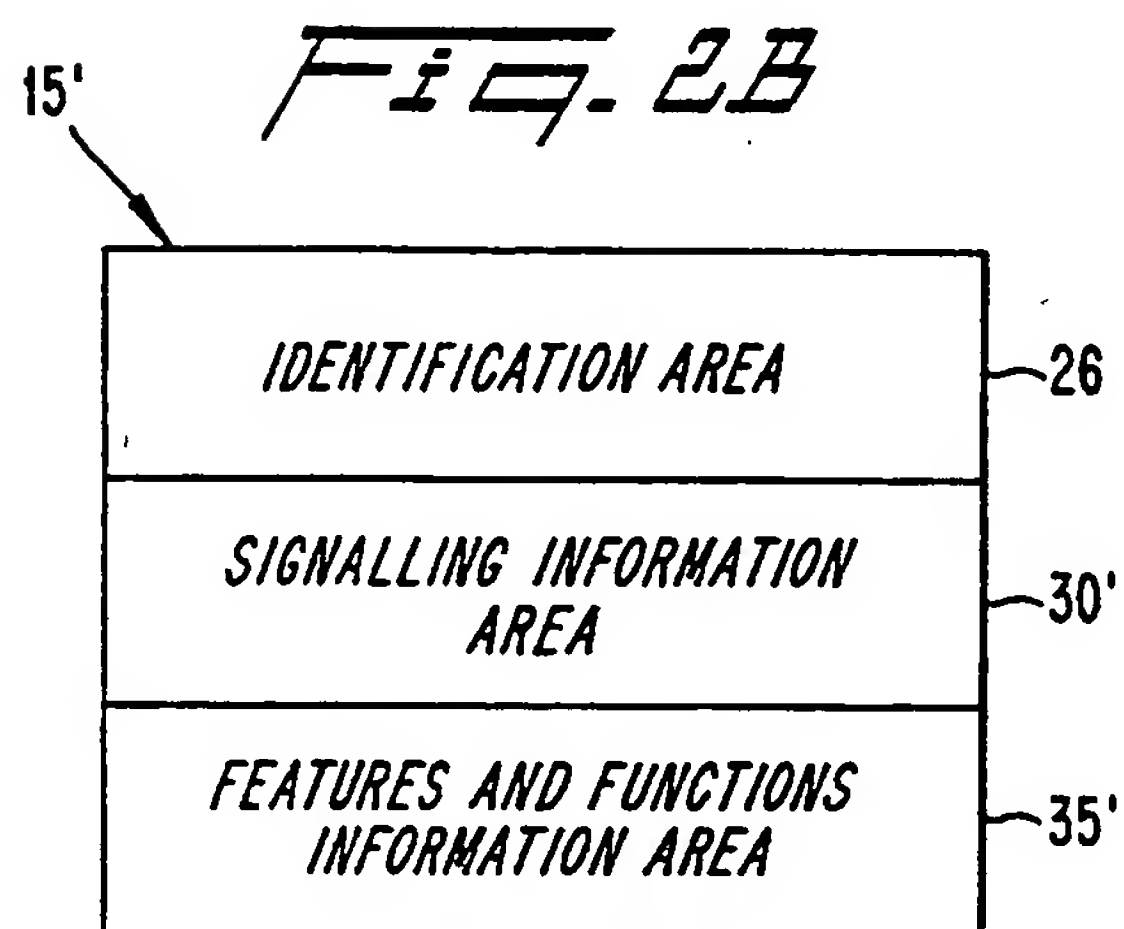 Fig. 2B
15'
IDENTIFICATION AREA
26
SIGNALLING INFORMATION
AREA
30'
FEATURES AND FUNCTIONS
INFORMATION AREA
35'